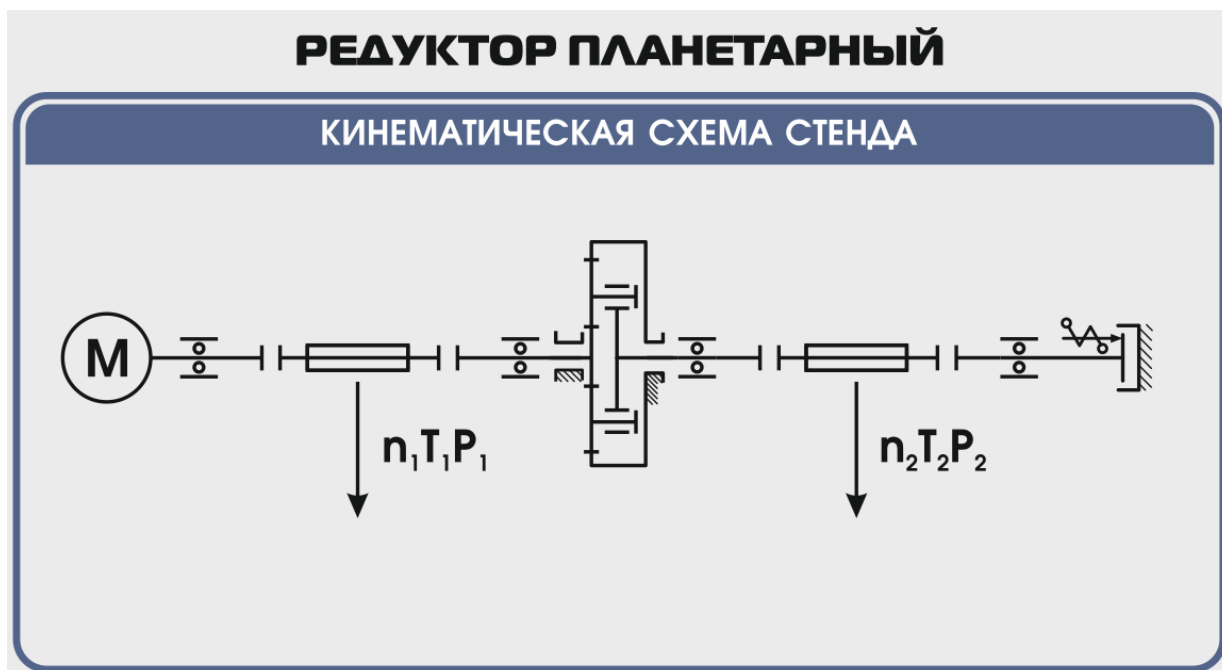 РЕДУКТОР ПЛАНЕТАРНЫЙ
КИНЕМАТИЧЕСКАЯ СХЕМА СТЕНДА
М
n₁T₁P₁
n₂T₂P₂